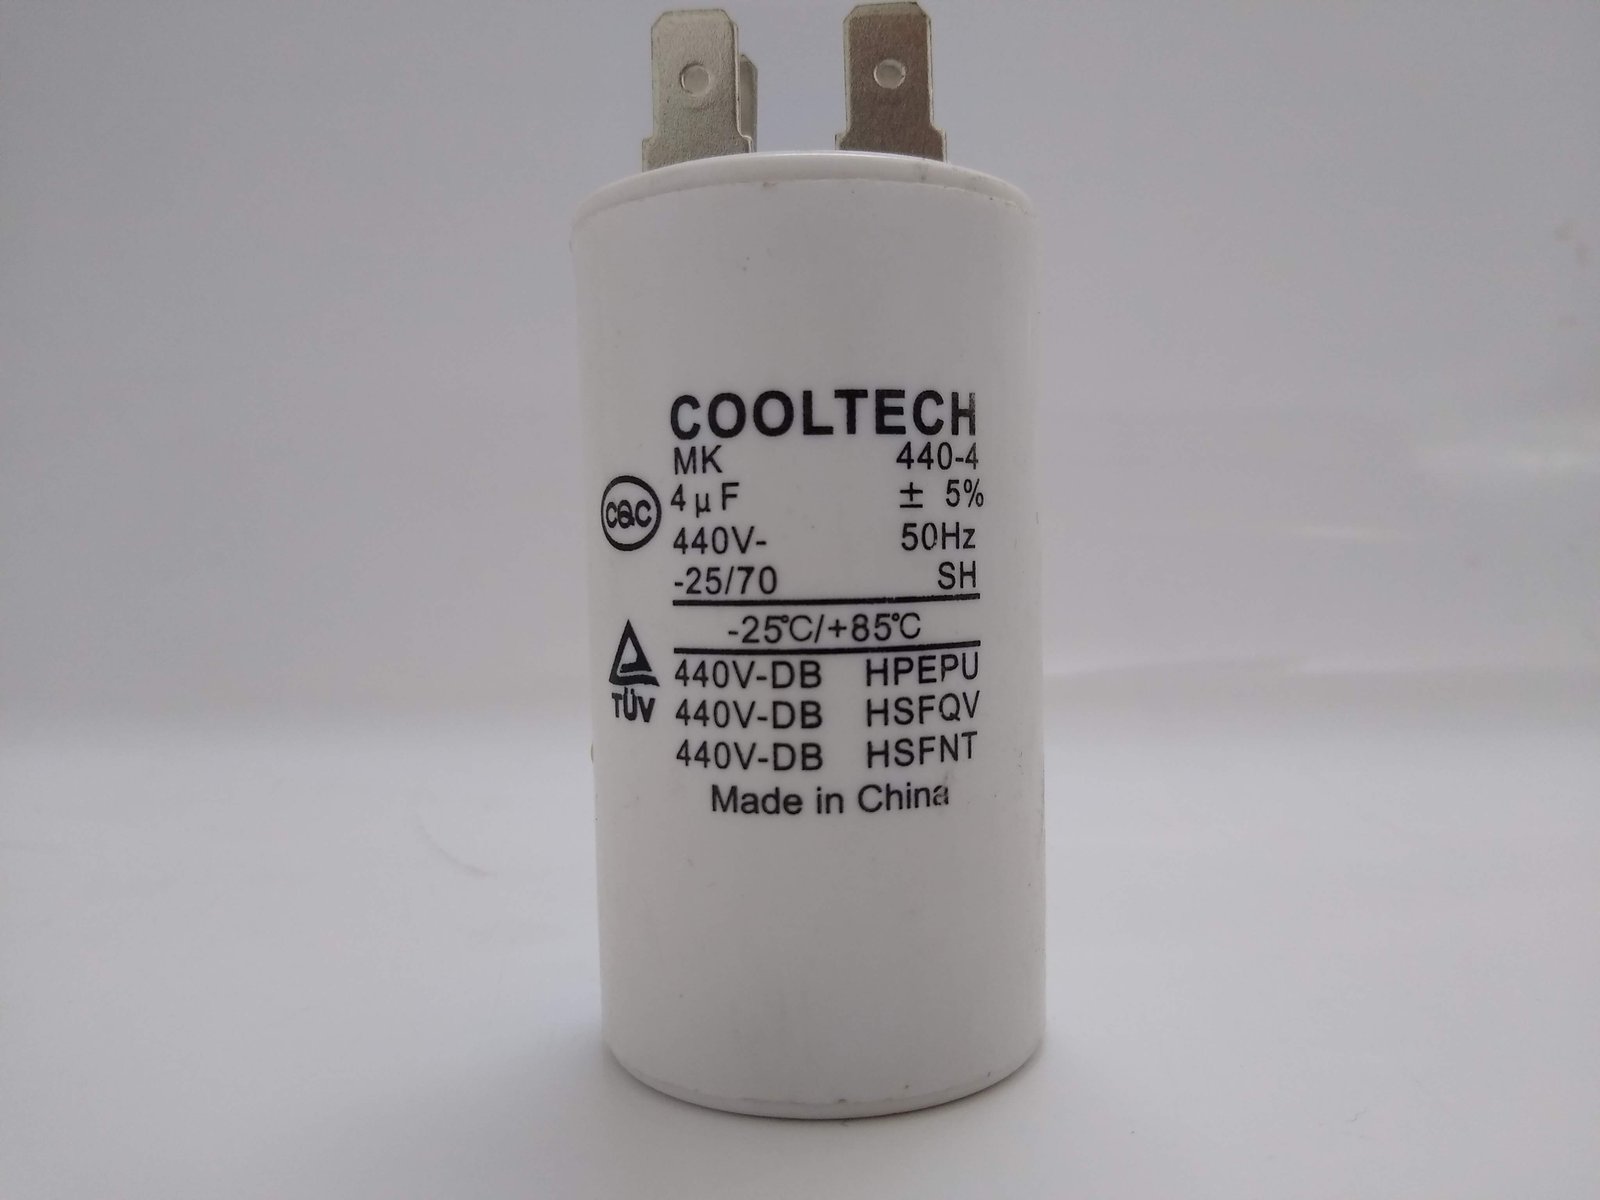 COOLTECH
MK 440-4
CQC 4μF ± 5%
440V- 50Hz
-25/70 SH
-25℃/+85℃
440V-DB HPEPU
TÜV 440V-DB HSFQV
440V-DB HSFNT
Made in China